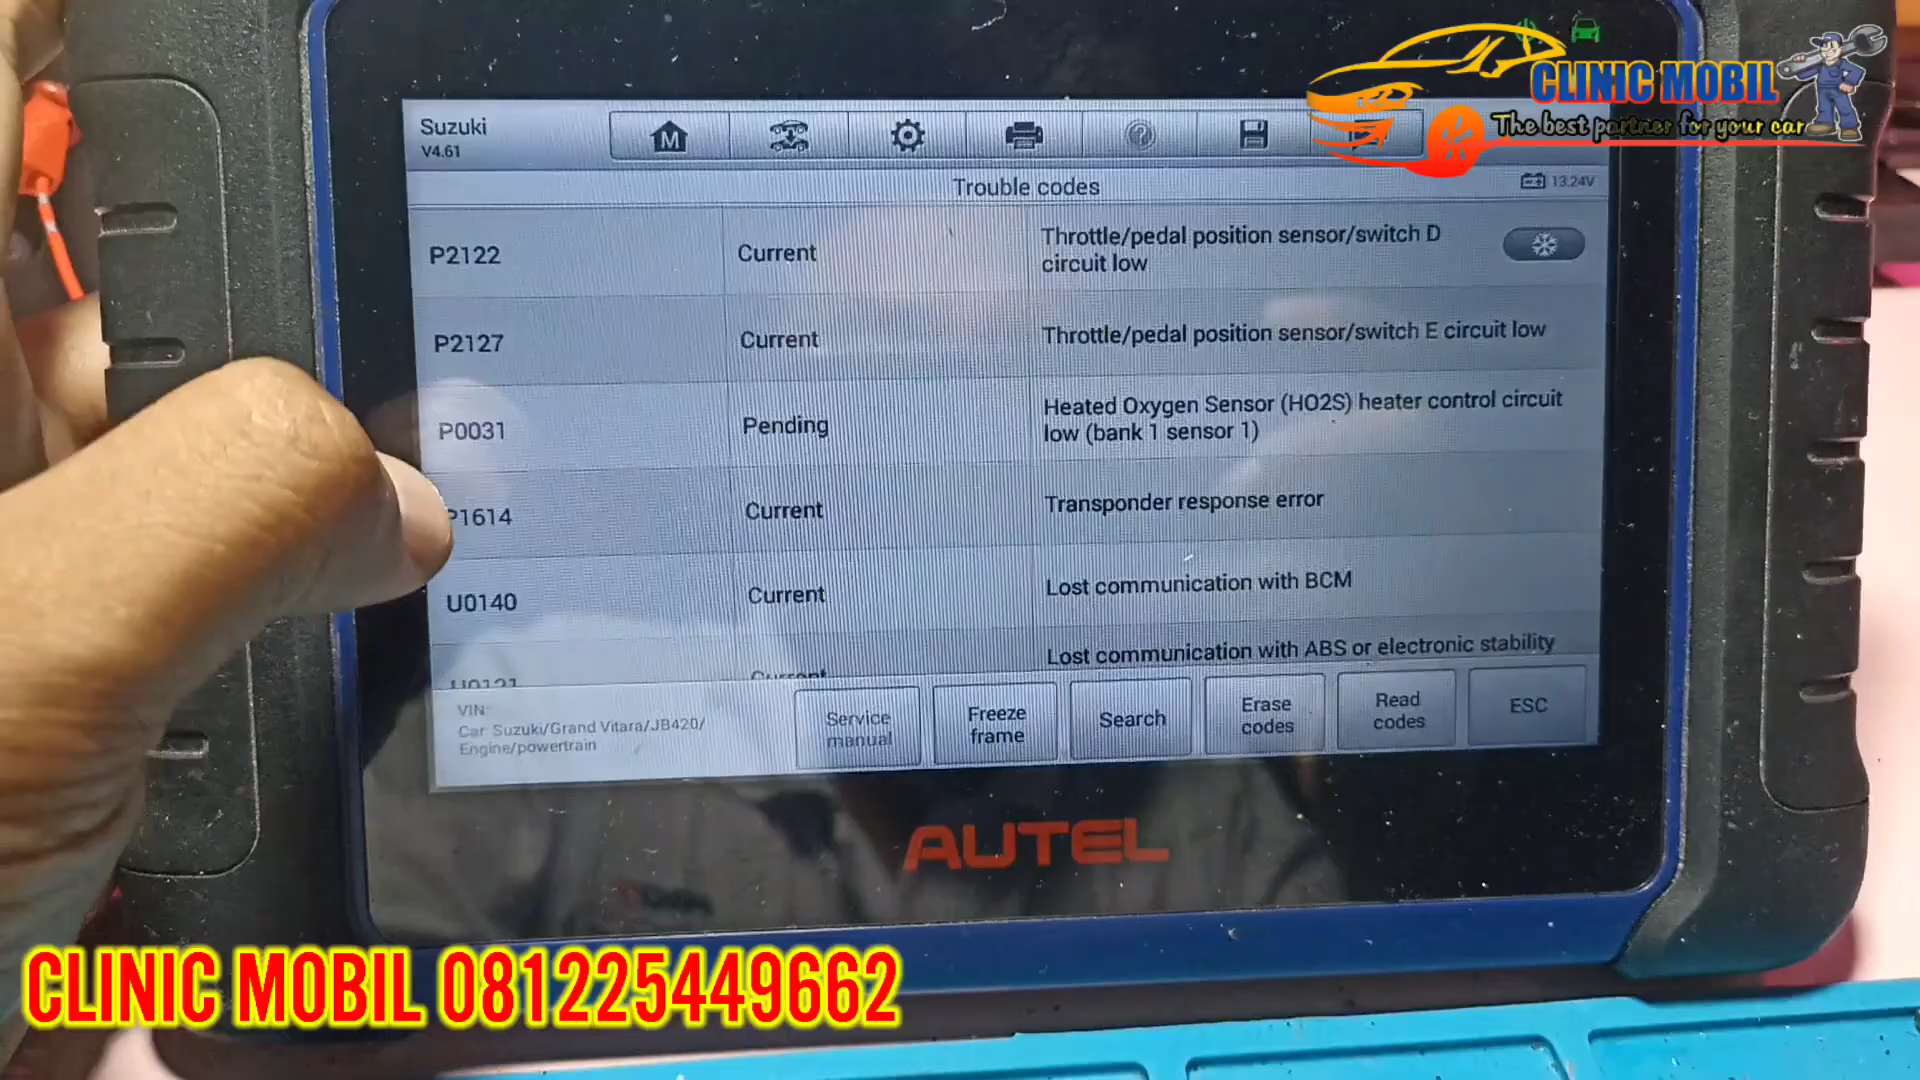 CLINIC MOBIL
The best partner for your car
Suzuki
V4.61
M
Trouble codes
13.24V
P2122 Current Throttle/pedal position sensor/switch D
circuit low
P2127 Current Throttle/pedal position sensor/switch E circuit low
P0031 Pending Heated Oxygen Sensor (HO2S) heater control circuit
low (bank 1 sensor 1)
P1614 Current Transponder response error
U0140 Current Lost communication with BCM
U0121 Current Lost communication with ABS or electronic stability
VIN:
Car: Suzuki/Grand Vitara/JB420/
Engine/powertrain
Service
manual
Freeze
frame
Search
Erase
codes
Read
codes
ESC
AUTEL
CLINIC MOBIL 081225449662